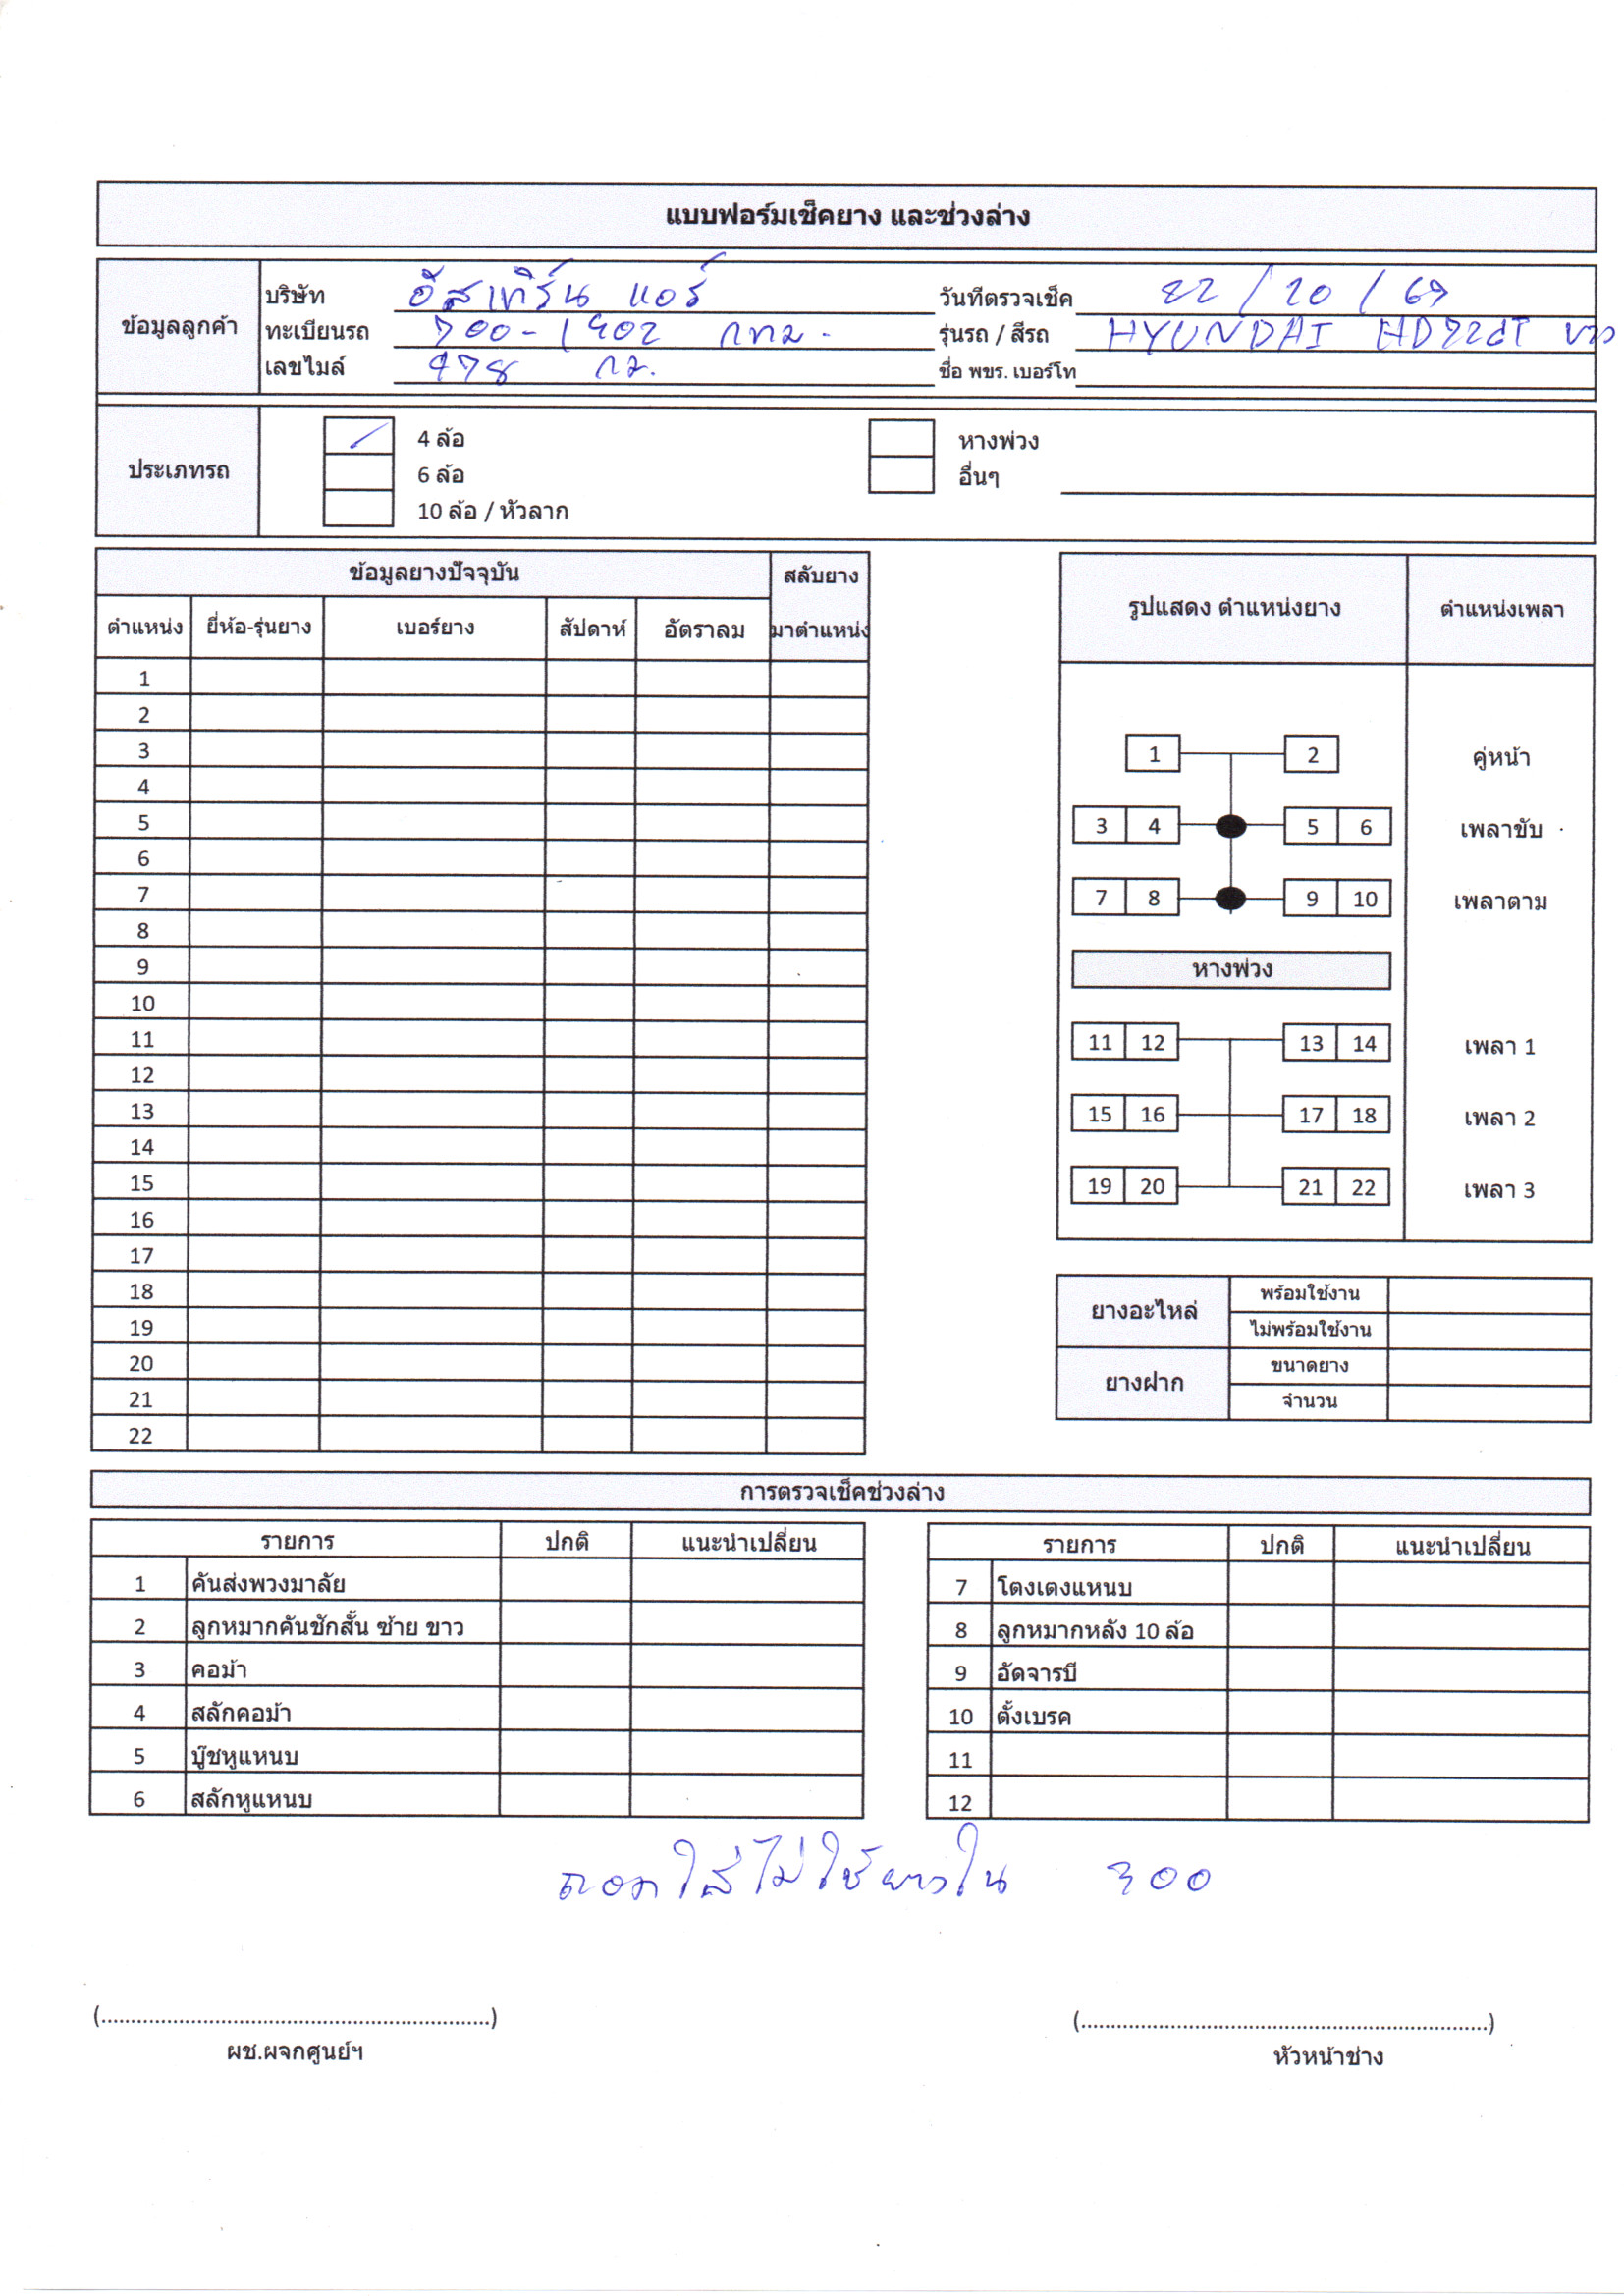 แบบฟอร์มเช็คยาง และช่วงล่าง
ข้อมูลลูกค้า
บริษัท อีสเทิร์น แอร์ วันที่ตรวจเช็ค 22 / 10 / 69
ทะเบียนรถ 700-1902 กทม. รุ่นรถ / สีรถ HYUNDAI HD72dT ขาว
เลขไมล์ 478 กม. ชื่อ พขร. เบอร์โท
ประเภทรถ
4 ล้อ หางพ่วง
6 ล้อ อื่นๆ
10 ล้อ / หัวลาก
ข้อมูลยางปัจจุบัน สลับยาง
ตำแหน่ง ยี่ห้อ-รุ่นยาง เบอร์ยาง สัปดาห์ อัตราลม มาตำแหน่ง
1
2
3
4
5
6
7
8
9
10
11
12
13
14
15
16
17
18
19
20
21
22
รูปแสดง ตำแหน่งยาง ตำแหน่งเพลา
1 2 คู่หน้า
3 4 5 6 เพลาขับ
7 8 9 10 เพลาตาม
หางพ่วง
11 12 13 14 เพลา 1
15 16 17 18 เพลา 2
19 20 21 22 เพลา 3
ยางอะไหล่ พร้อมใช้งาน
ไม่พร้อมใช้งาน
ยางฝาก ขนาดยาง
จำนวน
การตรวจเช็คช่วงล่าง
รายการ ปกติ แนะนำเปลี่ยน
1 คันส่งพวงมาลัย
2 ลูกหมากคันชักสั้น ซ้าย ขาว
3 คอม้า
4 สลักคอม้า
5 บู๊ชหูแหนบ
6 สลักหูแหนบ
รายการ ปกติ แนะนำเปลี่ยน
7 โตงเตงแหนบ
8 ลูกหมากหลัง 10 ล้อ
9 อัดจารบี
10 ตั้งเบรค
11
12
ถอดใส่ไม่ใช้ยางใน 300
(..................................................................) (......................................................................)
ผช.ผจกศูนย์ฯ หัวหน้าช่าง